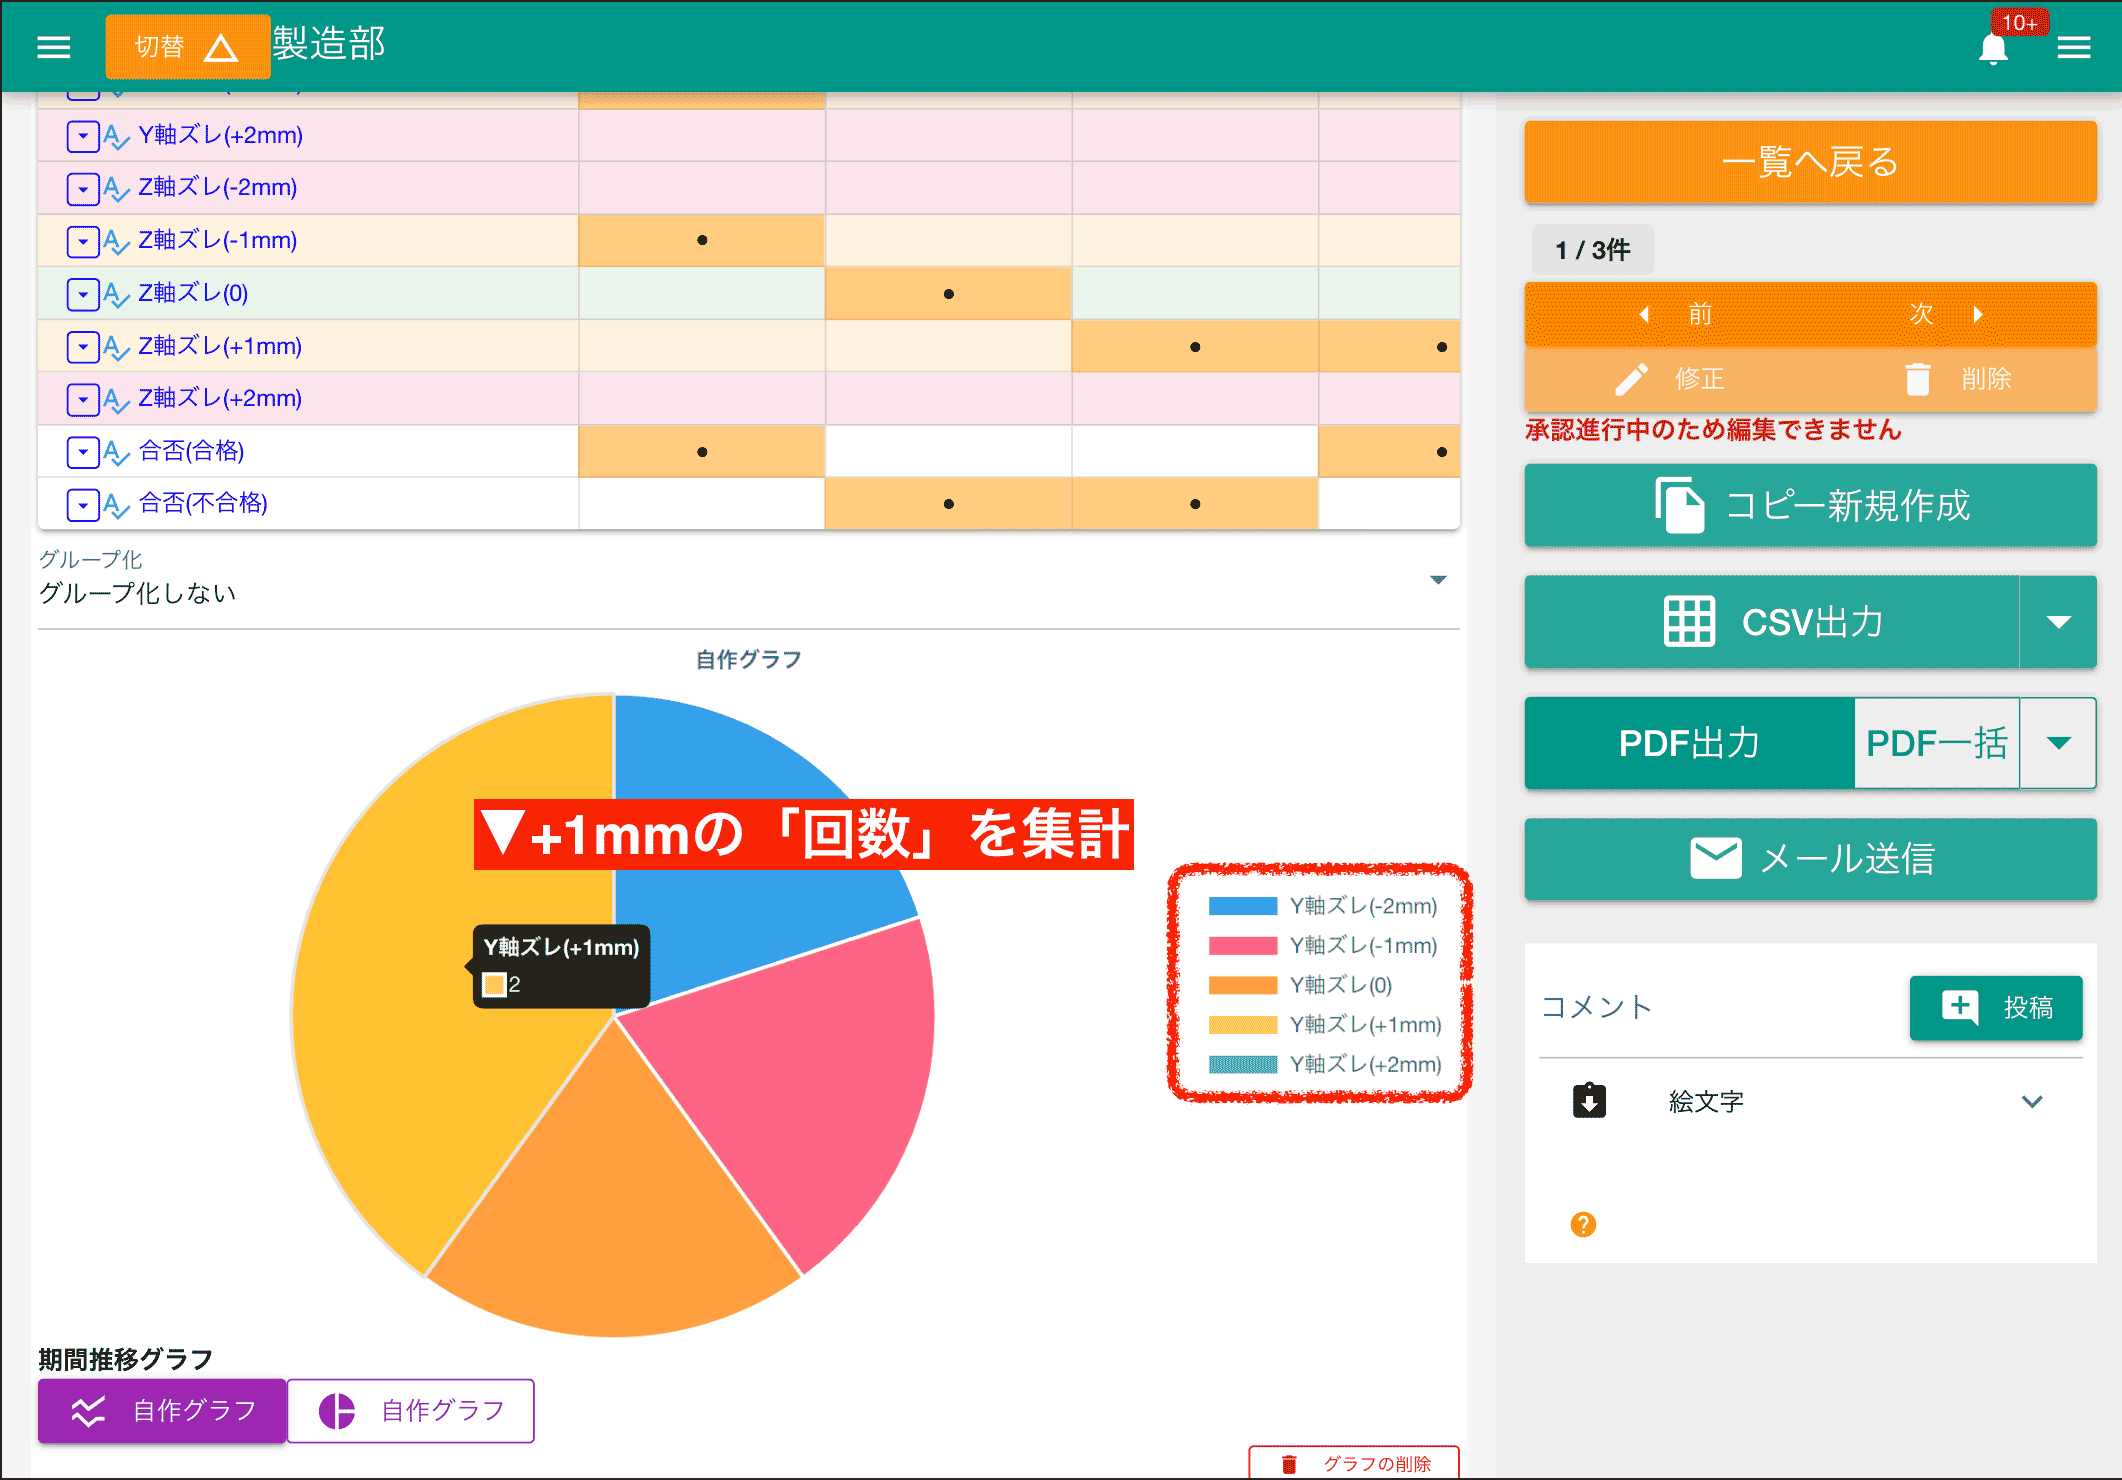 切替 製造部
10+
Y軸ズレ(+2mm)
Z軸ズレ(-2mm)
Z軸ズレ(-1mm)
Z軸ズレ(0)
Z軸ズレ(+1mm)
Z軸ズレ(+2mm)
合否(合格)
合否(不合格)
グループ化
グループ化しない
自作グラフ
▼+1mmの「回数」を集計
Y軸ズレ(+1mm)
2
Y軸ズレ(-2mm)
Y軸ズレ(-1mm)
Y軸ズレ(0)
Y軸ズレ(+1mm)
Y軸ズレ(+2mm)
期間推移グラフ
自作グラフ
自作グラフ
グラフの削除
一覧へ戻る
1 / 3件
前
次
修正
削除
承認進行中のため編集できません
コピー新規作成
CSV出力
PDF出力
PDF一括
メール送信
コメント
投稿
絵文字